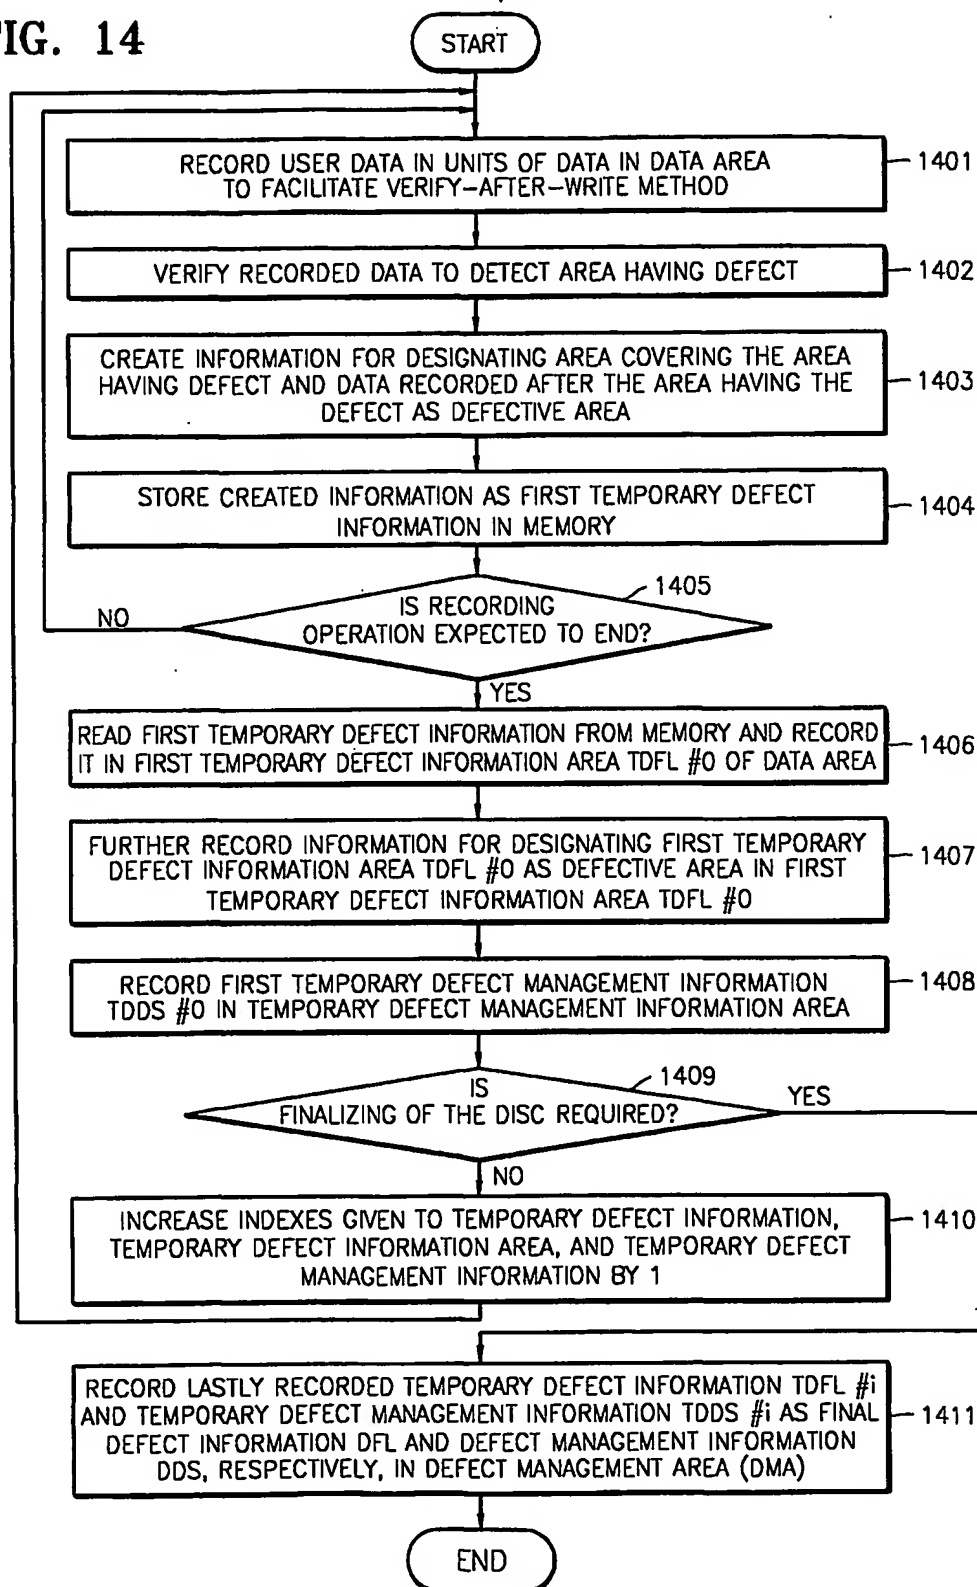 FIG. 14
START
RECORD USER DATA IN UNITS OF DATA IN DATA AREA
TO FACILITATE VERIFY-AFTER-WRITE METHOD
1401
VERIFY RECORDED DATA TO DETECT AREA HAVING DEFECT
1402
CREATE INFORMATION FOR DESIGNATING AREA COVERING THE AREA
HAVING DEFECT AND DATA RECORDED AFTER THE AREA HAVING THE
DEFECT AS DEFECTIVE AREA
1403
STORE CREATED INFORMATION AS FIRST TEMPORARY DEFECT
INFORMATION IN MEMORY
1404
1405
IS RECORDING
OPERATION EXPECTED TO END?
NO
YES
READ FIRST TEMPORARY DEFECT INFORMATION FROM MEMORY AND RECORD
IT IN FIRST TEMPORARY DEFECT INFORMATION AREA TDFL #0 OF DATA AREA
1406
FURTHER RECORD INFORMATION FOR DESIGNATING FIRST TEMPORARY
DEFECT INFORMATION AREA TDFL #0 AS DEFECTIVE AREA IN FIRST
TEMPORARY DEFECT INFORMATION AREA TDFL #0
1407
RECORD FIRST TEMPORARY DEFECT MANAGEMENT INFORMATION
TDDS #0 IN TEMPORARY DEFECT MANAGEMENT INFORMATION AREA
1408
1409
IS
FINALIZING OF THE DISC REQUIRED?
YES
NO
INCREASE INDEXES GIVEN TO TEMPORARY DEFECT INFORMATION,
TEMPORARY DEFECT INFORMATION AREA, AND TEMPORARY DEFECT
MANAGEMENT INFORMATION BY 1
1410
RECORD LASTLY RECORDED TEMPORARY DEFECT INFORMATION TDFL #i
AND TEMPORARY DEFECT MANAGEMENT INFORMATION TDDS #i AS FINAL
DEFECT INFORMATION DFL AND DEFECT MANAGEMENT INFORMATION
DDS, RESPECTIVELY, IN DEFECT MANAGEMENT AREA (DMA)
1411
END